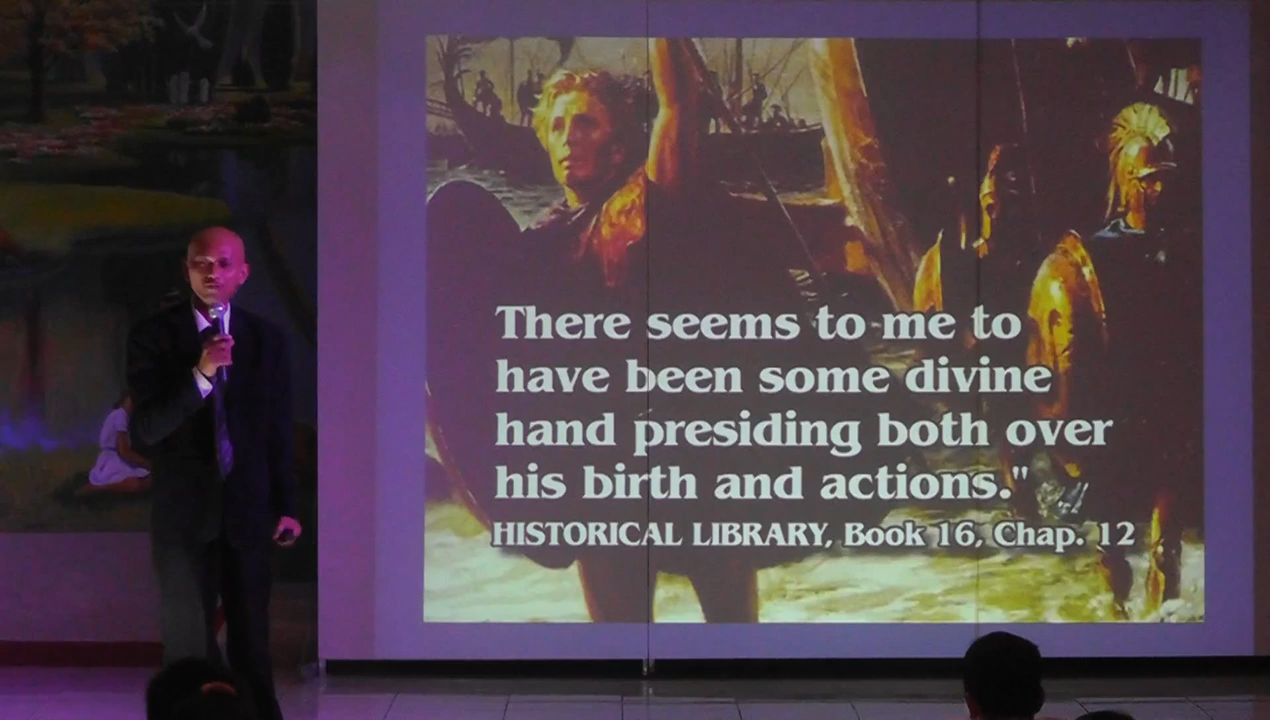 There seems to me to
have been some divine
hand presiding both over
his birth and actions."
HISTORICAL LIBRARY, Book 16, Chap. 12